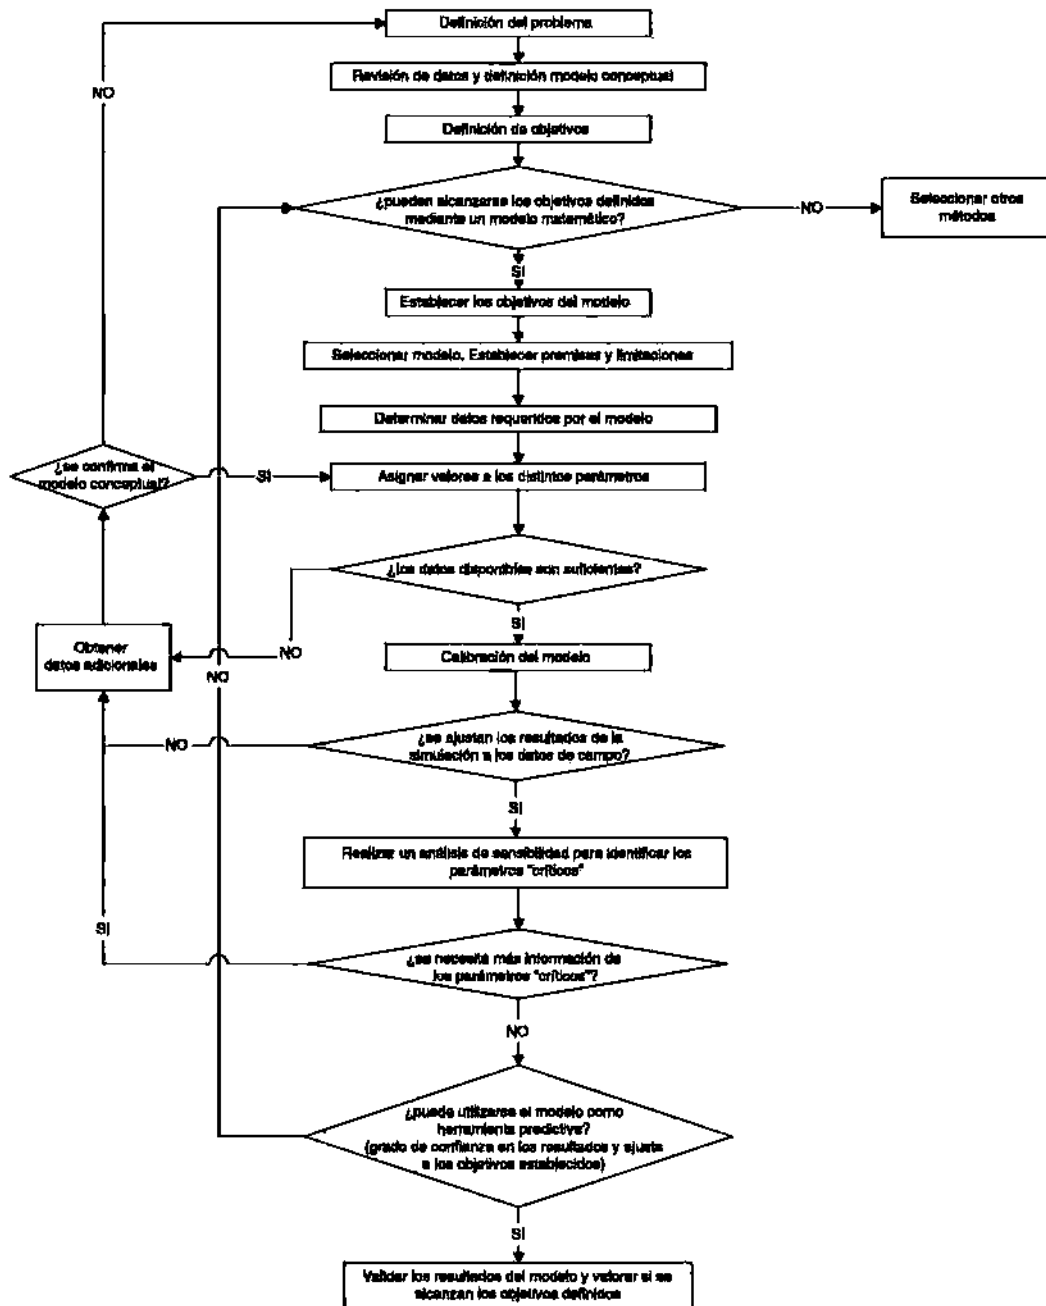 Definición del problema
Revisión de datos y definición modelo conceptual
Definición de objetivos
¿pueden alcanzarse los objetivos definidos
mediante un modelo matemático?
NO
Seleccionar otros
métodos
SI
Establecer los objetivos del modelo
Seleccionar modelo. Establecer premisas y limitaciones
Determinar datos requeridos por el modelo
NO
¿se confirma el
modelo conceptual?
SI
Asignar valores a los distintos parámetros
¿los datos disponibles son suficientes?
SI
NO
Obtener
datos adicionales
NO
Calibración del modelo
¿se ajustan los resultados de la
simulación a los datos de campo?
NO
SI
Realizar un análisis de sensibilidad para identificar los
parámetros "críticos"
SI
¿se necesita más información de
los parámetros "críticos"?
NO
¿puede utilizarse el modelo como
herramienta predictiva?
(grado de confianza en los resultados y ajusta
a los objetivos establecidos)
SI
Validar los resultados del modelo y valorar si se
alcanzan los objetivos definidos